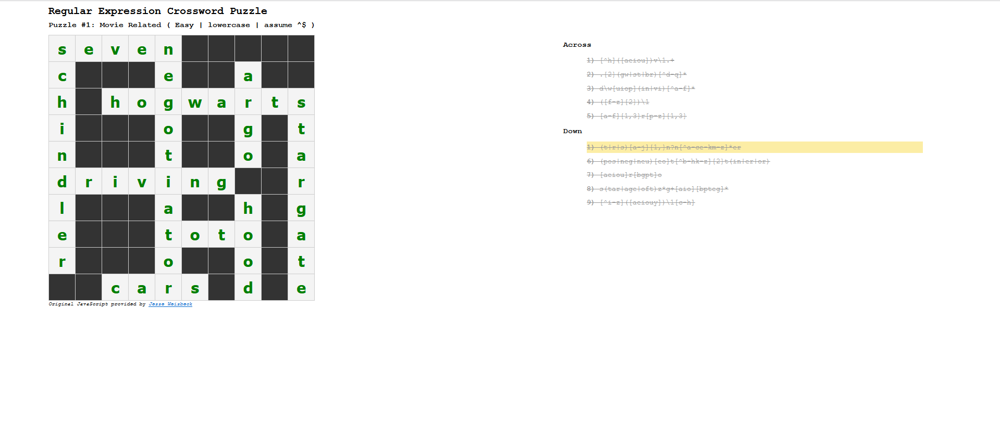 Regular Expression Crossword Puzzle
Puzzle #1: Movie Related ( Easy | lowercase | assume ^$ )
s e v e n
c e a
h h o g w a r t s
i o g t
n t o a
d r i v i n g r
l a h g
e t o t o a
r o o t
c a r s d e
Original JavaScript provided by Jesse Weisbeck
Across
1) [^h]([aeiou])v\1.+
2) .{2}(gw|st|br)[^d-q]*
3) d\w[uiop](in|vi)[^a-f]*
4) ([f-z]{2})\1
5) [a-f]{1,3}r[p-z]{1,3}
Down
1) (t|r|s)[a-j]{1,}n?n[^a-ce-km-z]*er
6) (pos|neg|neu)[eo]t[^b-hk-z]{2}t(in|er|or)
7) [aeiou]r[bgpt]o
8) s(tar|age|oft)z*g+[aio][bpteg]*
9) [^i-z]([aeiouy])\1[c-h]